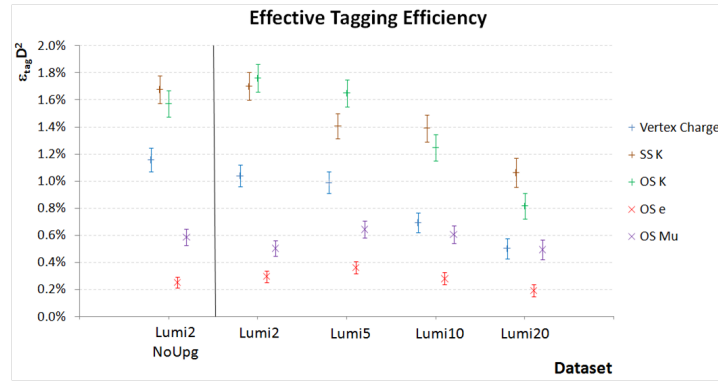 Effective Tagging Efficiency
ε_tag D²
2.0%
1.8%
1.6%
1.4%
1.2%
1.0%
0.8%
0.6%
0.4%
0.2%
0.0%
Vertex Charge
SS K
OS K
OS e
OS Mu
Lumi2 NoUpg
Lumi2
Lumi5
Lumi10
Lumi20
Dataset